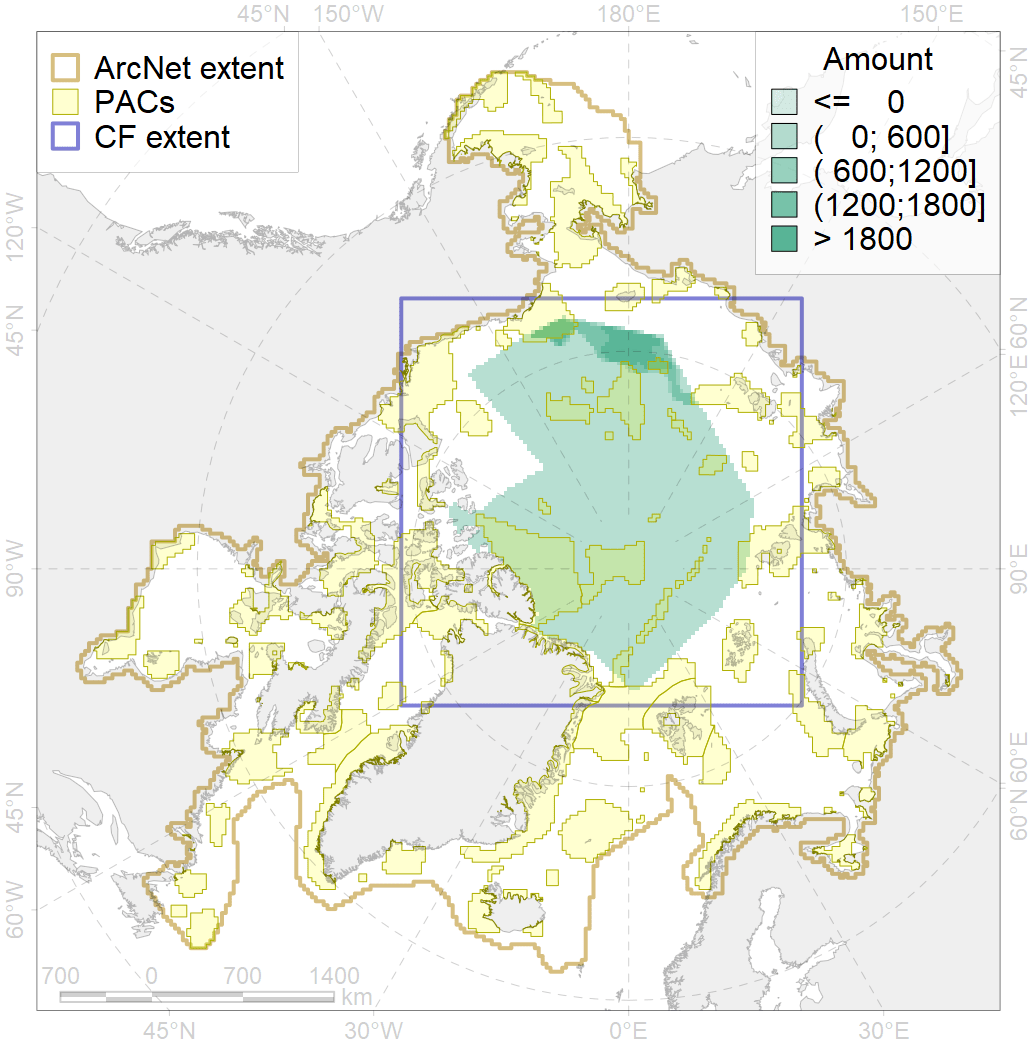 45°N 150°W 180°E 150°E
ArcNet extent
PACs
CF extent
Amount
<= 0
( 0; 600]
( 600;1200]
(1200;1800]
> 1800
45°N
120°W
45°N
90°W
45°N
60°W
45°N
60°N
120°E
90°E
60°E
60°N
700 0 700 1400
km
45°N 30°W 0°E 30°E